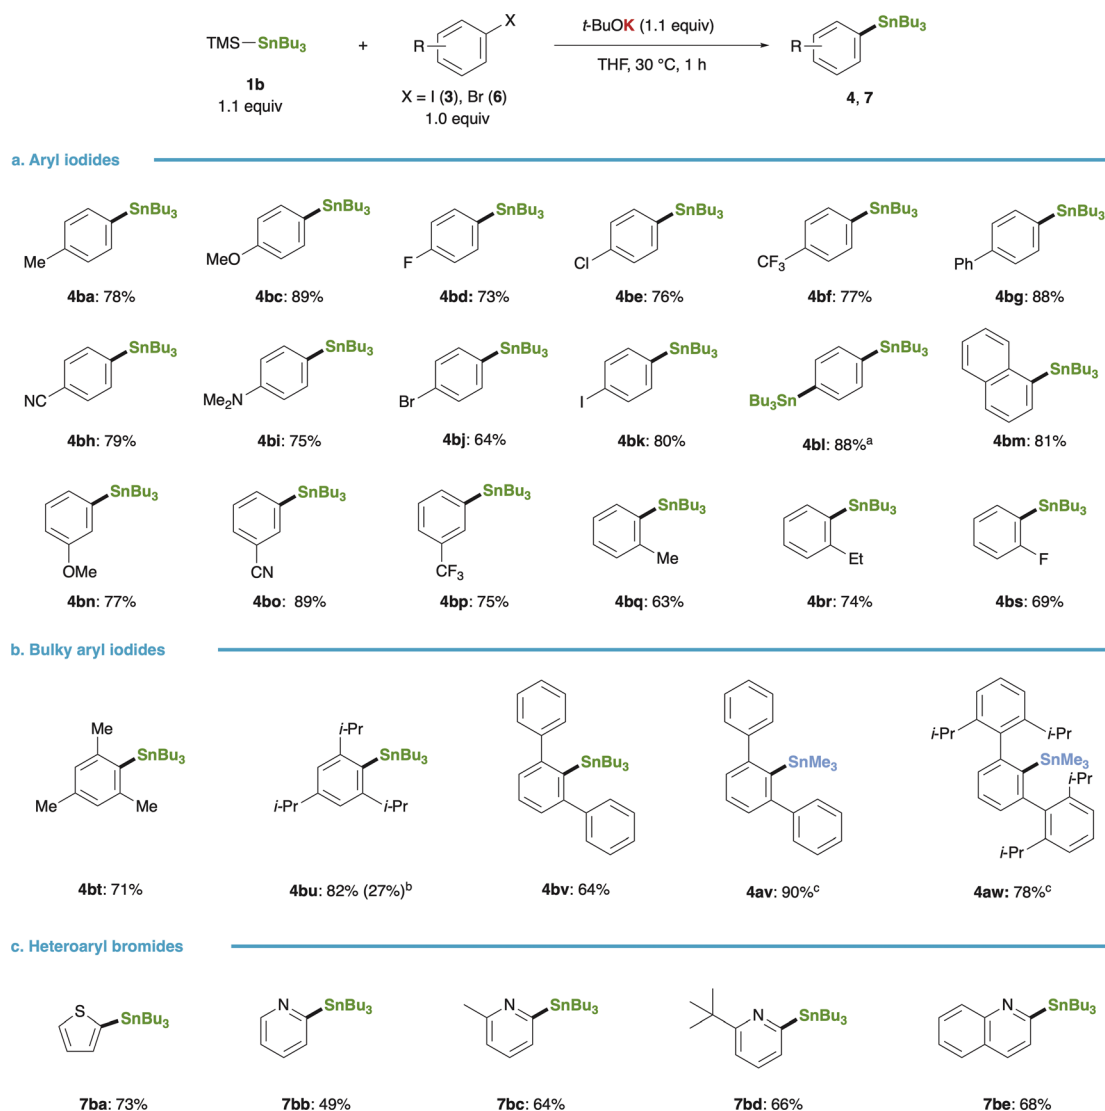 TMS—SnBu3 + R X t-BuOK (1.1 equiv) R SnBu3
THF, 30 °C, 1 h
1b
1.1 equiv
X = I (3), Br (6)
1.0 equiv
4, 7
a. Aryl iodides
SnBu3 SnBu3 SnBu3 SnBu3 SnBu3 SnBu3
Me MeO F Cl CF3 Ph
4ba: 78% 4bc: 89% 4bd: 73% 4be: 76% 4bf: 77% 4bg: 88%
SnBu3 SnBu3 SnBu3 SnBu3 SnBu3 SnBu3
NC Me2N Br I Bu3Sn
4bh: 79% 4bi: 75% 4bj: 64% 4bk: 80% 4bl: 88%a 4bm: 81%
SnBu3 SnBu3 SnBu3 SnBu3 SnBu3 SnBu3
OMe CN CF3 Me Et F
4bn: 77% 4bo: 89% 4bp: 75% 4bq: 63% 4br: 74% 4bs: 69%
b. Bulky aryl iodides
Me i-Pr i-Pr i-Pr
SnBu3 SnBu3 SnBu3 SnMe3 SnMe3
Me Me i-Pr i-Pr i-Pr
i-Pr
4bt: 71% 4bu: 82% (27%)b 4bv: 64% 4av: 90%c 4aw: 78%c
c. Heteroaryl bromides
S SnBu3 N SnBu3 N SnBu3 N SnBu3 N SnBu3
7ba: 73% 7bb: 49% 7bc: 64% 7bd: 66% 7be: 68%